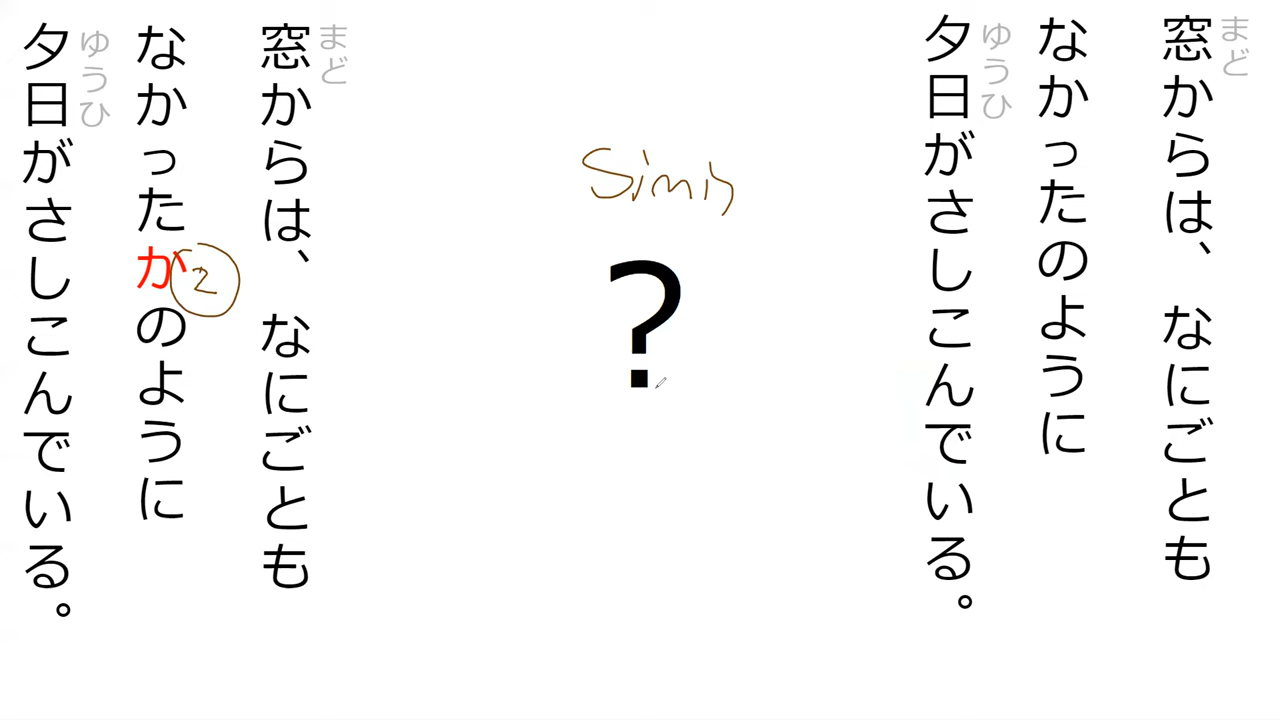 窓からは、なにごとも
まど
なかったのように
夕日がさしこんでいる。
ゆうひ
?
窓からは、なにごとも
まど
なかったかのように
2
夕日がさしこんでいる。
ゆうひ